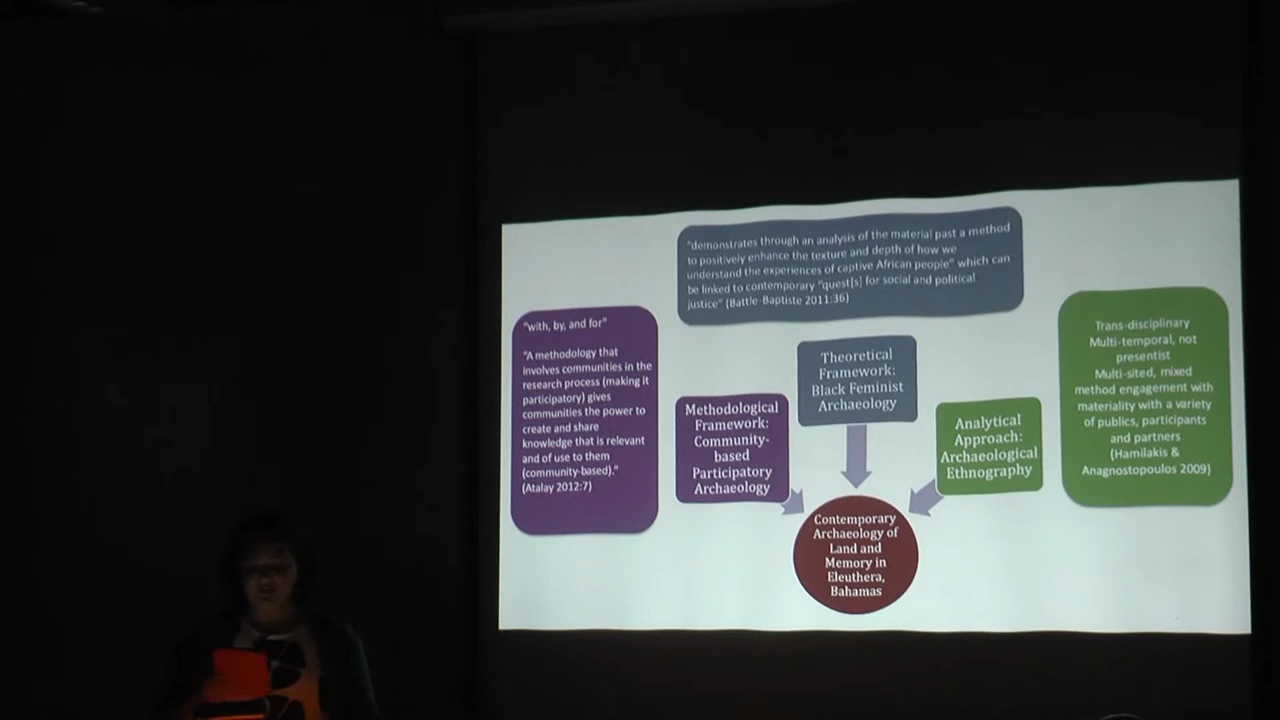 "demonstrates through an analysis of the material past a method
to positively enhance the texture and depth of how we
understand the experiences of captive African people" which can
be linked to contemporary "quest[s] for social and political
justice" (Battle-Baptiste 2011:36)
"with, by, and for"
"A methodology that
involves communities in the
research process (making it
participatory) gives
communities the power to
create and share
knowledge that is relevant
and of use to them
(community-based)."
(Atalay 2012:7)
Methodological
Framework:
Community-
based
Participatory
Archaeology
Theoretical
Framework:
Black Feminist
Archaeology
Analytical
Approach:
Archaeological
Ethnography
Trans-disciplinary
Multi-temporal, not
presentist
Multi-sited, mixed
method engagement with
materiality with a variety
of publics, participants
and partners
(Hamilakis &
Anagnostopoulos 2009)
Contemporary
Archaeology of
Land and
Memory in
Eleuthera,
Bahamas